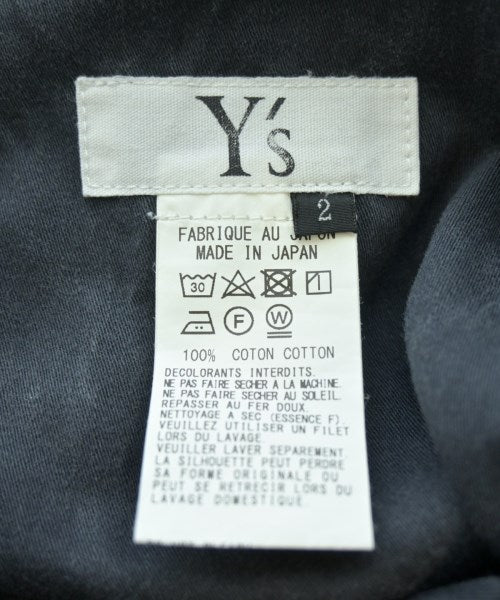 Y's
2
FABRIQUE AU JAPON
MADE IN JAPAN
30
F W
100% COTON COTTON
DECOLORANTS INTERDITS.
NE PAS FAIRE SECHER A LA MACHINE.
NE PAS FAIRE SECHER AU SOLEIL.
REPASSER AU FER DOUX.
NETTOYAGE A SEC (ESSENCE F).
VEUILLEZ UTILISER UN FILET
LORS DU LAVAGE.
VEUILLER LAVER SEPAREMENT.
LA SILHOUETTE PEUT PERDRE
SA FORME ORIGINALE OU
PEUT SE RETRECIR LORS DU
LAVAGE DOMESTIQUE.